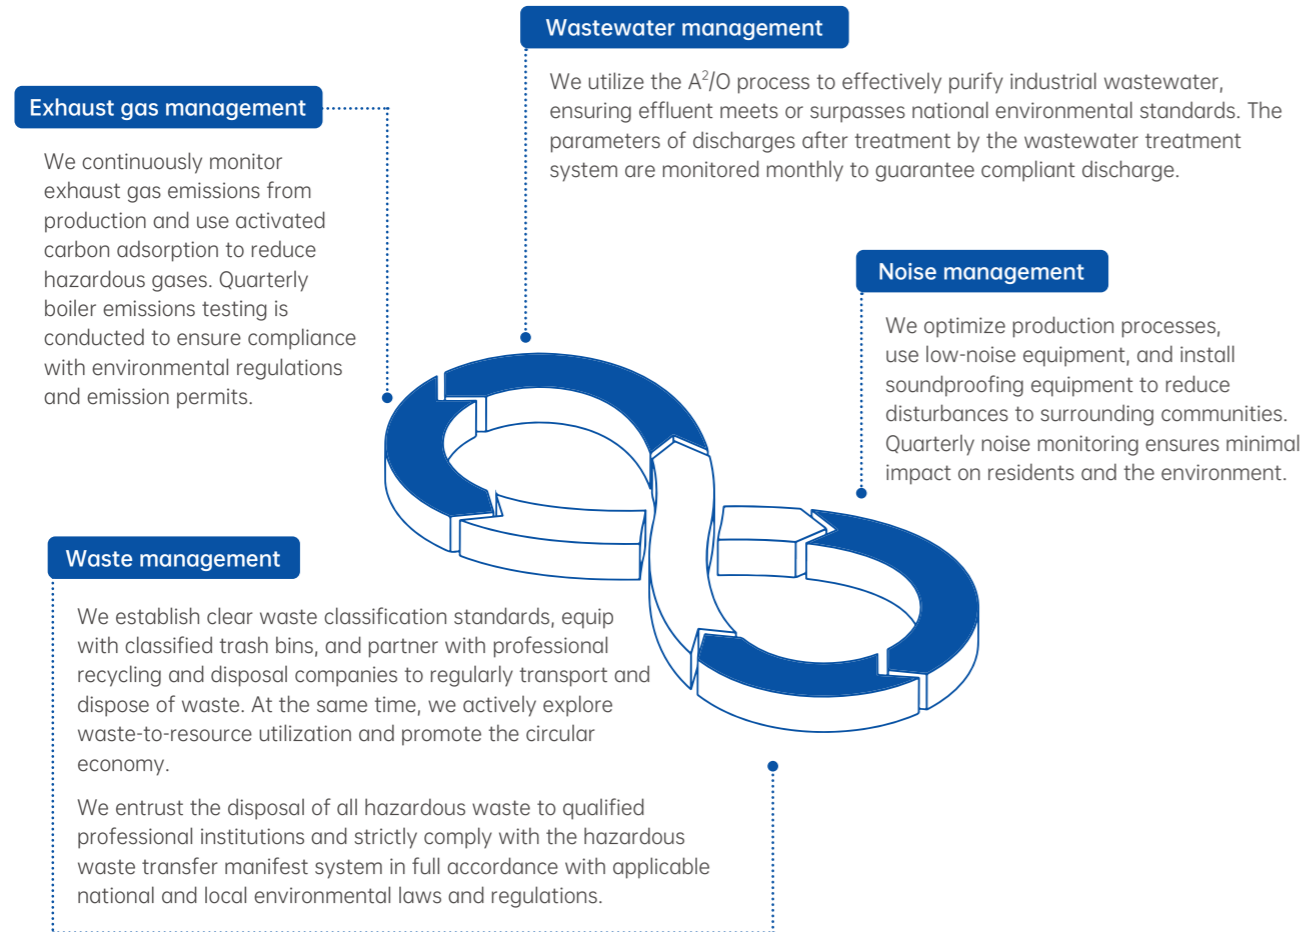 Wastewater management
We utilize the A²/O process to effectively purify industrial wastewater,
ensuring effluent meets or surpasses national environmental standards. The
parameters of discharges after treatment by the wastewater treatment
system are monitored monthly to guarantee compliant discharge.
Exhaust gas management
We continuously monitor
exhaust gas emissions from
production and use activated
carbon adsorption to reduce
hazardous gases. Quarterly
boiler emissions testing is
conducted to ensure compliance
with environmental regulations
and emission permits.
Noise management
We optimize production processes,
use low-noise equipment, and install
soundproofing equipment to reduce
disturbances to surrounding communities.
Quarterly noise monitoring ensures minimal
impact on residents and the environment.
Waste management
We establish clear waste classification standards, equip
with classified trash bins, and partner with professional
recycling and disposal companies to regularly transport and
dispose of waste. At the same time, we actively explore
waste-to-resource utilization and promote the circular
economy.
We entrust the disposal of all hazardous waste to qualified
professional institutions and strictly comply with the hazardous
waste transfer manifest system in full accordance with applicable
national and local environmental laws and regulations.